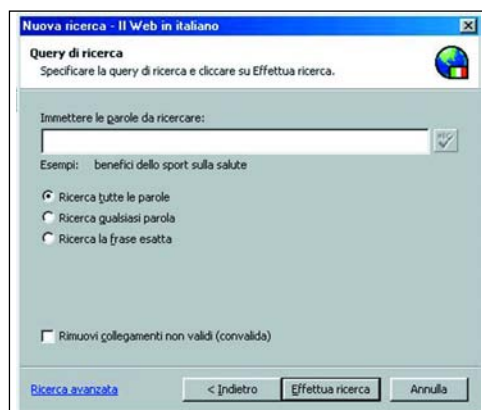 Nuova ricerca - Il Web in italiano
Query di ricerca
Specificare la query di ricerca e cliccare su Effettua ricerca.
Immettere le parole da ricercare:
Esempi: benefici dello sport sulla salute
Ricerca tutte le parole
Ricerca qualsiasi parola
Ricerca la frase esatta
Rimuovi collegamenti non validi (convalida)
Ricerca avanzata < Indietro Effettua ricerca Annulla